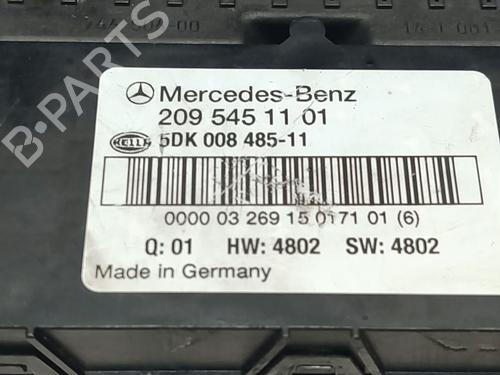 Mercedes-Benz
209 545 11 01
HELLA 5DK 008 485-11
0000 03 269 15 0171 01 (6)
Q: 01 HW: 4802 SW: 4802
Made in Germany